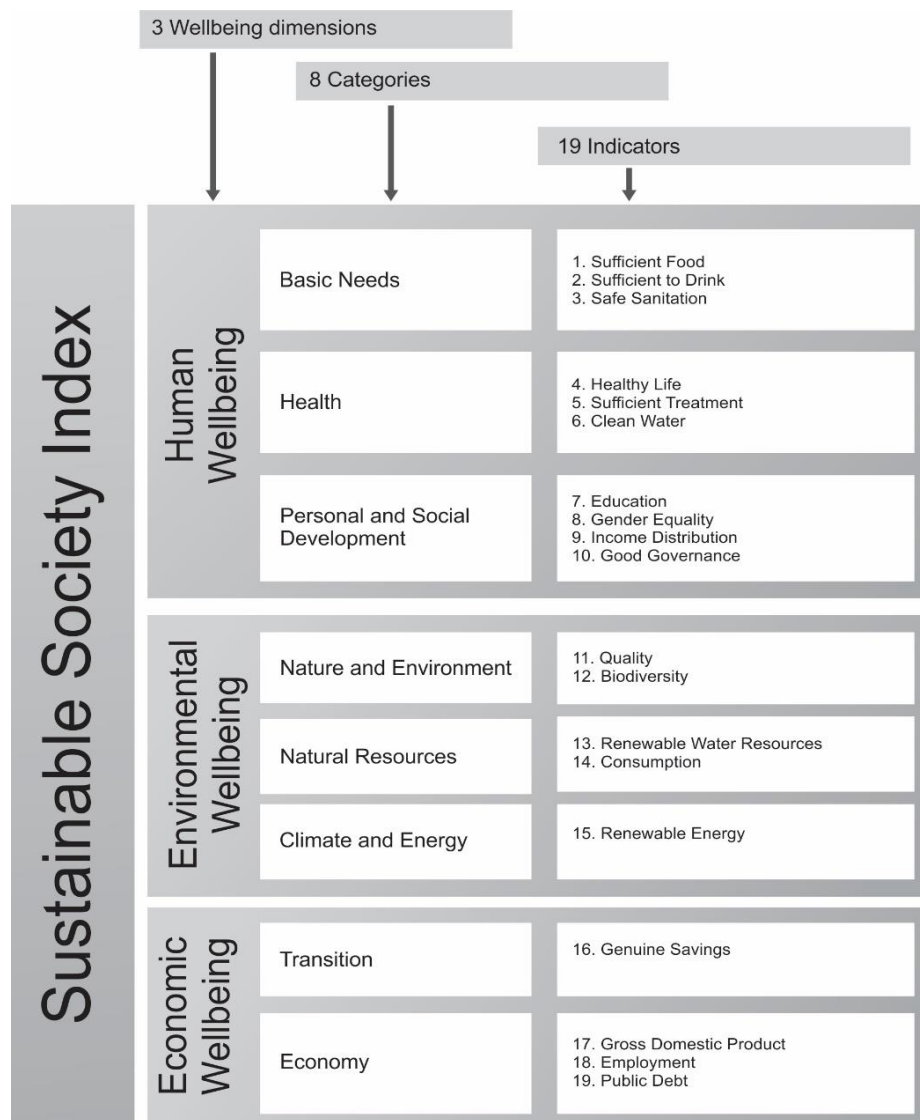 3 Wellbeing dimensions
8 Categories
19 Indicators
Sustainable Society Index
Human
Wellbeing
Basic Needs
1. Sufficient Food
2. Sufficient to Drink
3. Safe Sanitation
Health
4. Healthy Life
5. Sufficient Treatment
6. Clean Water
Personal and Social
Development
7. Education
8. Gender Equality
9. Income Distribution
10. Good Governance
Environmental
Wellbeing
Nature and Environment
11. Quality
12. Biodiversity
Natural Resources
13. Renewable Water Resources
14. Consumption
Climate and Energy
15. Renewable Energy
Economic
Wellbeing
Transition
16. Genuine Savings
Economy
17. Gross Domestic Product
18. Employment
19. Public Debt